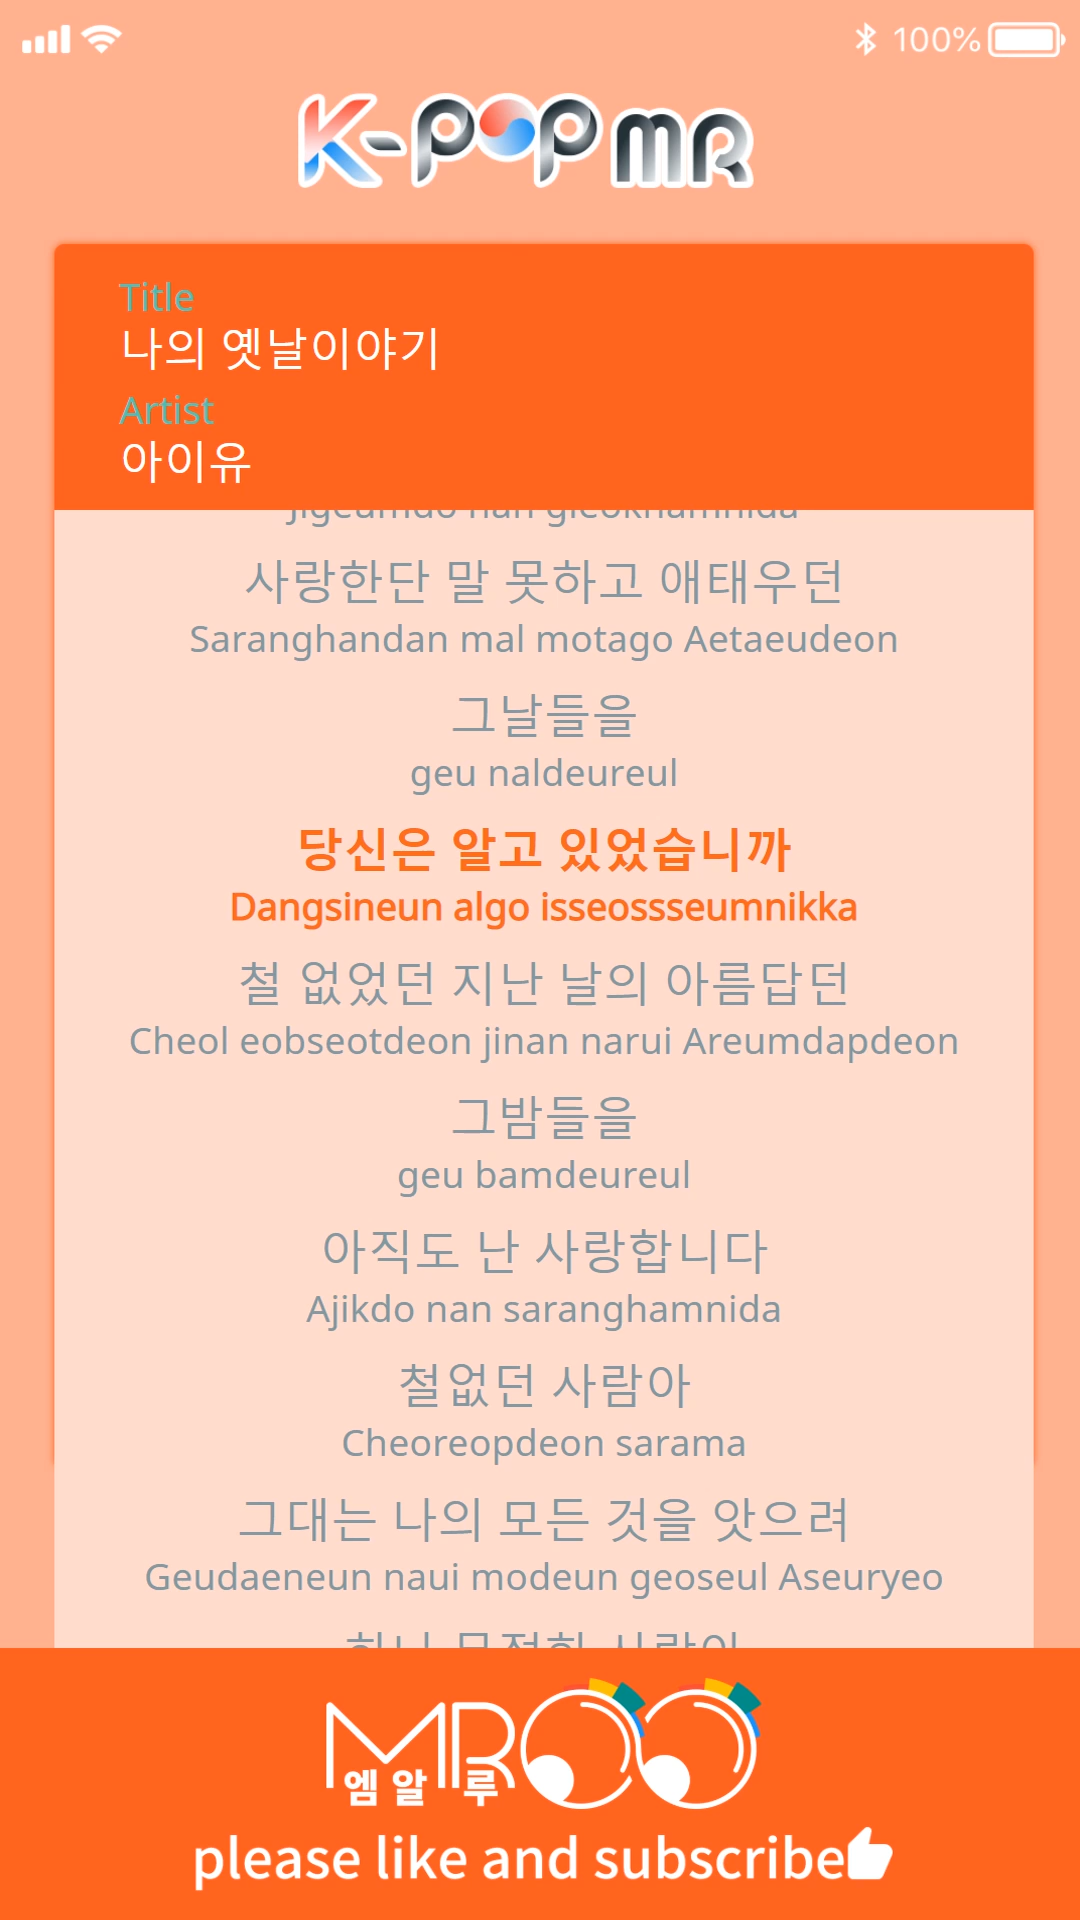 100%
K-POP MR
Title
나의 옛날이야기
Artist
아이유
Jigeumdo nan gieokhamnida
사랑한단 말 못하고 애태우던
Saranghandan mal motago Aetaeudeon
그날들을
geu naldeureul
당신은 알고 있었습니까
Dangsineun algo isseossseumnikka
철 없었던 지난 날의 아름답던
Cheol eobseotdeon jinan narui Areumdapdeon
그밤들을
geu bamdeureul
아직도 난 사랑합니다
Ajikdo nan saranghamnida
철없던 사람아
Cheoreopdeon sarama
그대는 나의 모든 것을 앗으려
Geudaeneun naui modeun geoseul Aseuryeo
MROO
엠알루
please like and subscribe